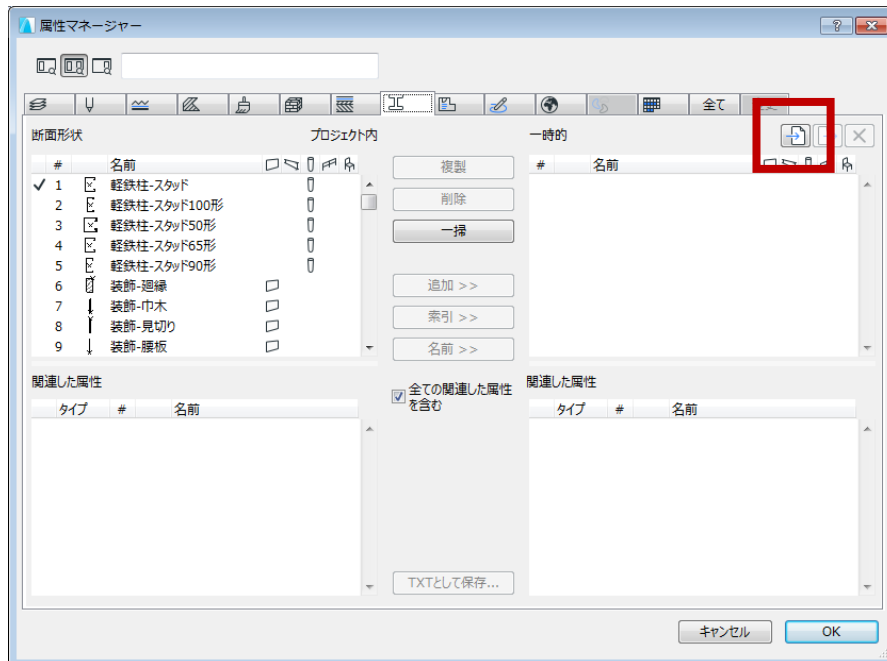 属性マネージャー
全て
断面形状 プロジェクト内 一時的
# 名前
複製
# 名前
1 軽鉄柱-スタッド
2 軽鉄柱-スタッド100形
削除
3 軽鉄柱-スタッド50形
一掃
4 軽鉄柱-スタッド65形
5 軽鉄柱-スタッド90形
6 装飾-廻縁
追加 >>
7 装飾-巾木
索引 >>
8 装飾-見切り
9 装飾-腰板
名前 >>
関連した属性
全ての関連した属性
を含む
関連した属性
タイプ # 名前
タイプ # 名前
TXTとして保存...
キャンセル OK